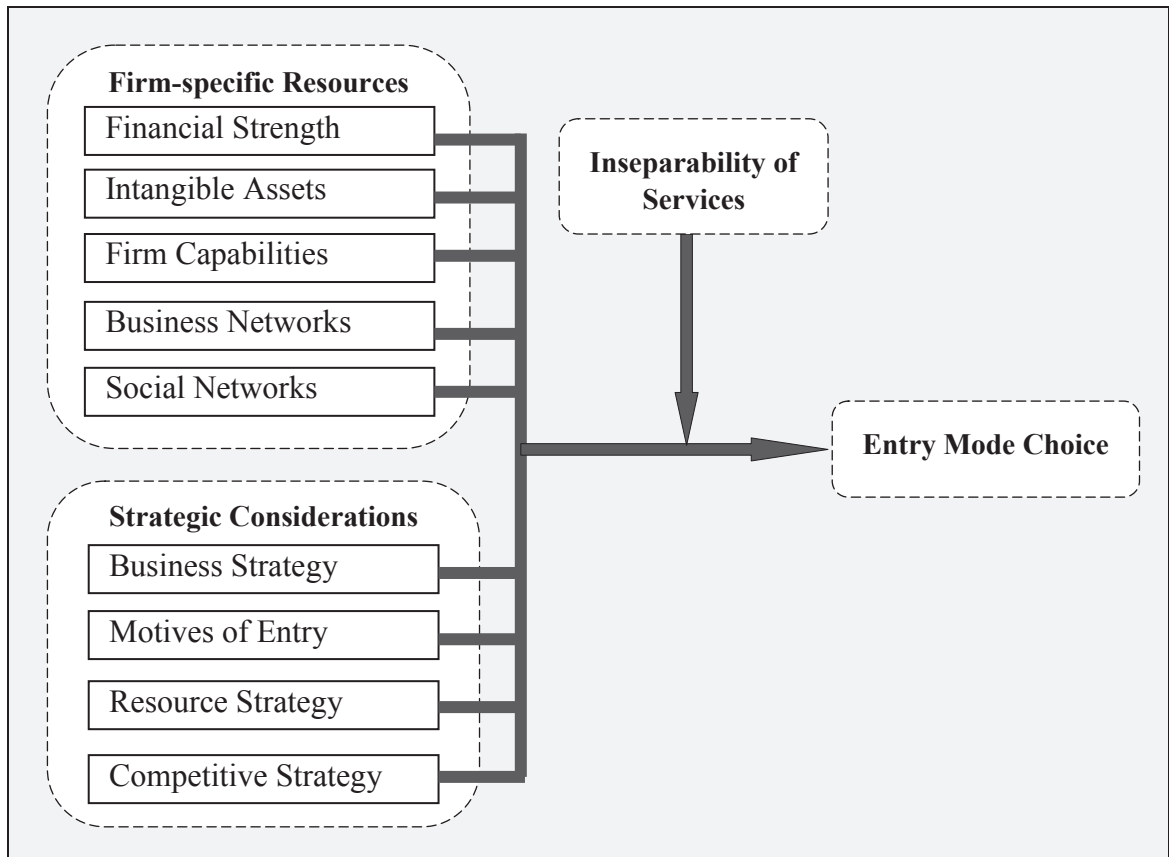 Firm-specific Resources
Financial Strength
Intangible Assets
Firm Capabilities
Business Networks
Social Networks
Inseparability of
Services
Entry Mode Choice
Strategic Considerations
Business Strategy
Motives of Entry
Resource Strategy
Competitive Strategy